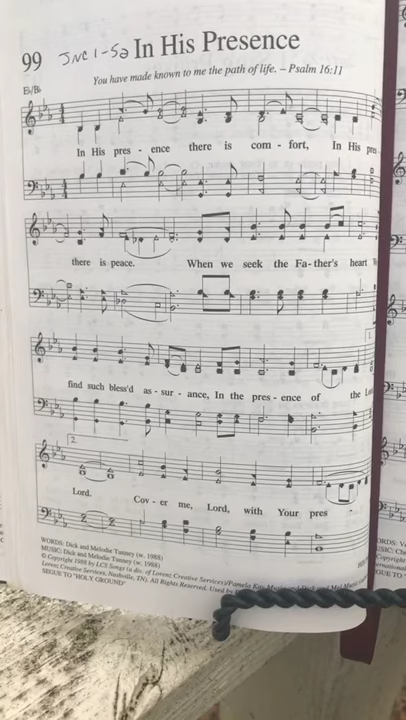 99 In His Presence
You have made known to me the path of life. – Psalm 16:11
E♭/B♭
In His pres - ence there is com - fort, In His pres
there is peace. When we seek the Fa - ther's heart
1.
find such bless'd as - sur - ance, In the pres - ence of the
2.
Lord. Cov - er me, Lord, with Your pres -
WORDS: Dick and Melodie Tunney (w. 1988)
MUSIC: Dick and Melodie Tunney (w. 1988)
© Copyright 1988 by LCS Songs (a div. of Lorenz Creative Services)/Pamela Kay
Lorenz Creative Services, Nashville, TN). All Rights Reserved. Used
SEGUE TO "HOLY GROUND"